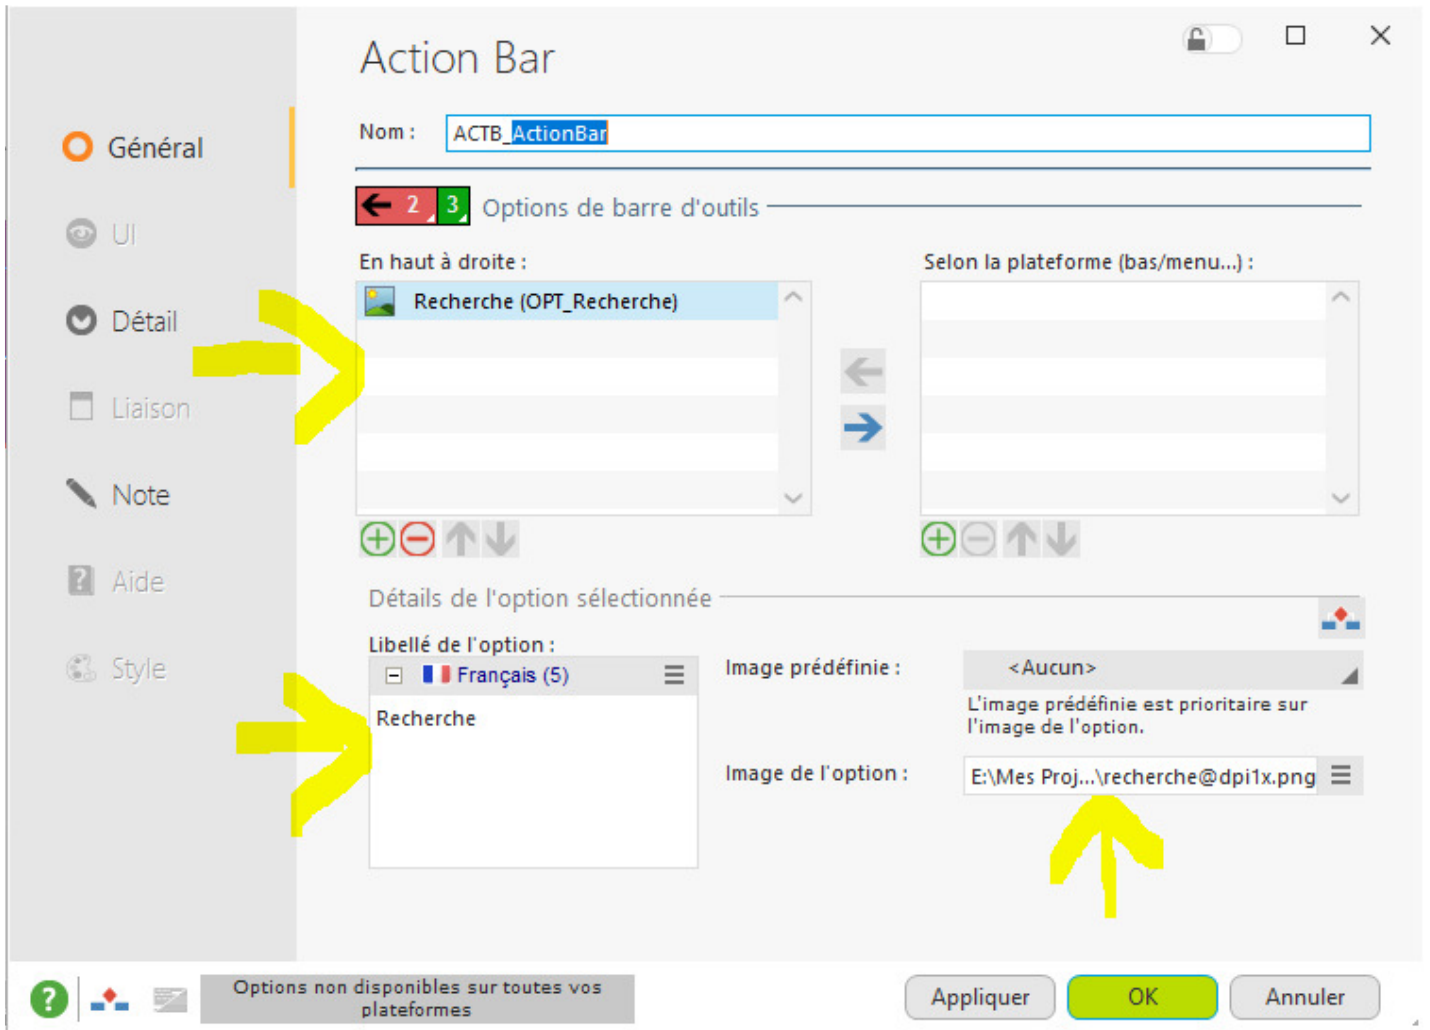 Action Bar
Nom :
ACTB_ActionBar
Général
UI
Détail
Liaison
Note
Aide
Style
2 3 Options de barre d'outils
En haut à droite :
Selon la plateforme (bas/menu...) :
Recherche (OPT_Recherche)
Détails de l'option sélectionnée
Libellé de l'option :
Français (5)
Recherche
Image prédéfinie :
<Aucun>
L'image prédéfinie est prioritaire sur
l'image de l'option.
Image de l'option :
E:\Mes Proj...\recherche@dpi1x.png
?
Options non disponibles sur toutes vos
plateformes
Appliquer
OK
Annuler